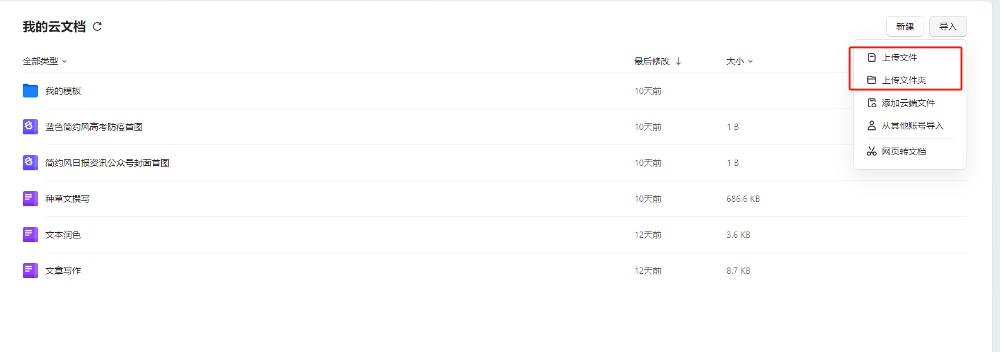 我的云文档
新建
导入
全部类型
最后修改
大小
上传文件
上传文件夹
添加云端文件
从其他账号导入
网页转文档
我的模板
10天前
蓝色简约风高考防疫首图
10天前
1 B
简约风日报资讯公众号封面首图
10天前
1 B
种草文撰写
10天前
686.6 KB
文本润色
12天前
3.6 KB
文章写作
12天前
8.7 KB